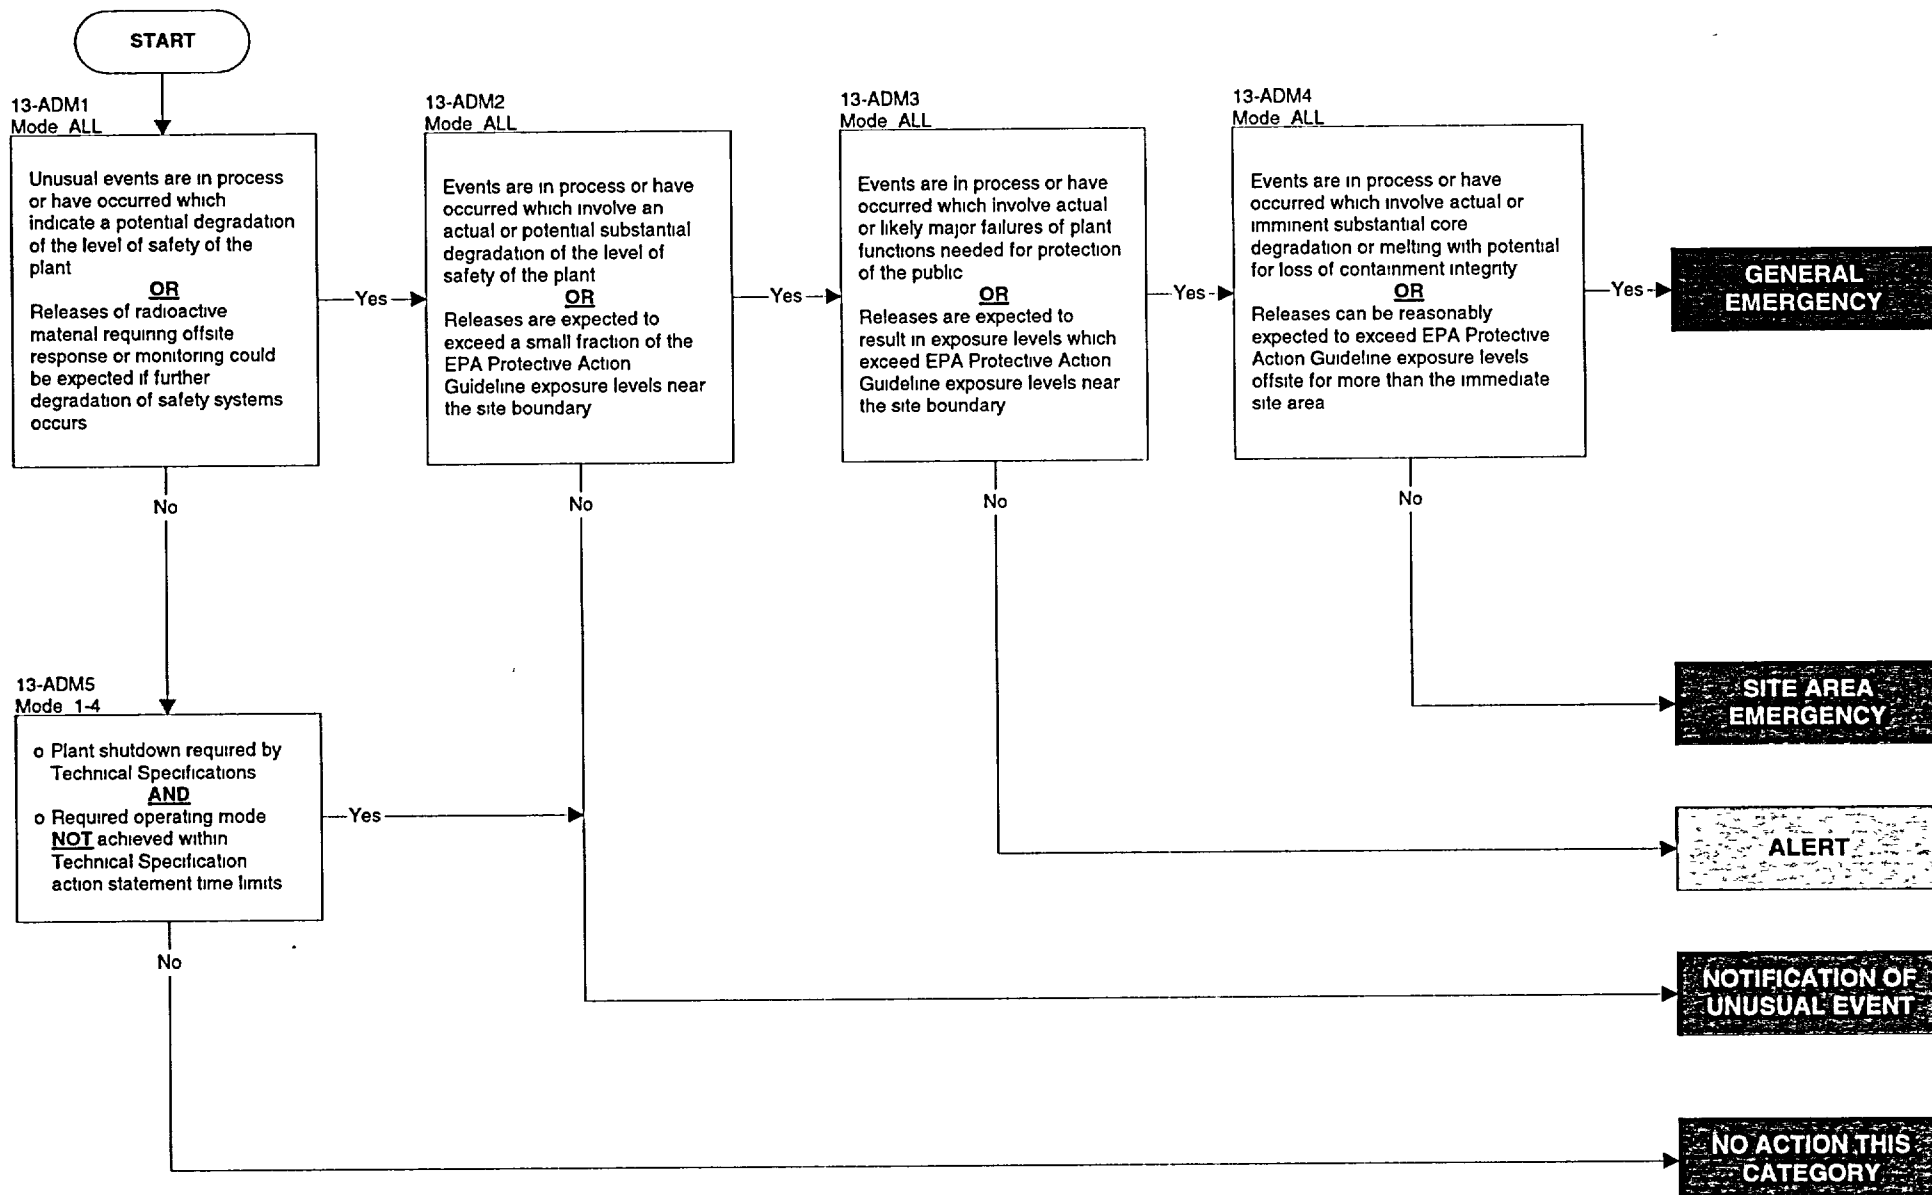 START
13-ADM1
Mode ALL
Unusual events are in process
or have occurred which
indicate a potential degradation
of the level of safety of the
plant
OR
Releases of radioactive
material requiring offsite
response or monitoring could
be expected if further
degradation of safety systems
occurs
Yes
No
13-ADM2
Mode ALL
Events are in process or have
occurred which involve an
actual or potential substantial
degradation of the level of
safety of the plant
OR
Releases are expected to
exceed a small fraction of the
EPA Protective Action
Guideline exposure levels near
the site boundary
Yes
No
13-ADM3
Mode ALL
Events are in process or have
occurred which involve actual
or likely major failures of plant
functions needed for protection
of the public
OR
Releases are expected to
result in exposure levels which
exceed EPA Protective Action
Guideline exposure levels near
the site boundary
Yes
No
13-ADM4
Mode ALL
Events are in process or have
occurred which involve actual or
imminent substantial core
degradation or melting with potential
for loss of containment integrity
OR
Releases can be reasonably
expected to exceed EPA Protective
Action Guideline exposure levels
offsite for more than the immediate
site area
Yes
No
GENERAL
EMERGENCY
SITE AREA
EMERGENCY
13-ADM5
Mode 1-4
o Plant shutdown required by
Technical Specifications
AND
o Required operating mode
NOT achieved within
Technical Specification
action statement time limits
Yes
No
ALERT
NOTIFICATION OF
UNUSUAL EVENT
NO ACTION THIS
CATEGORY